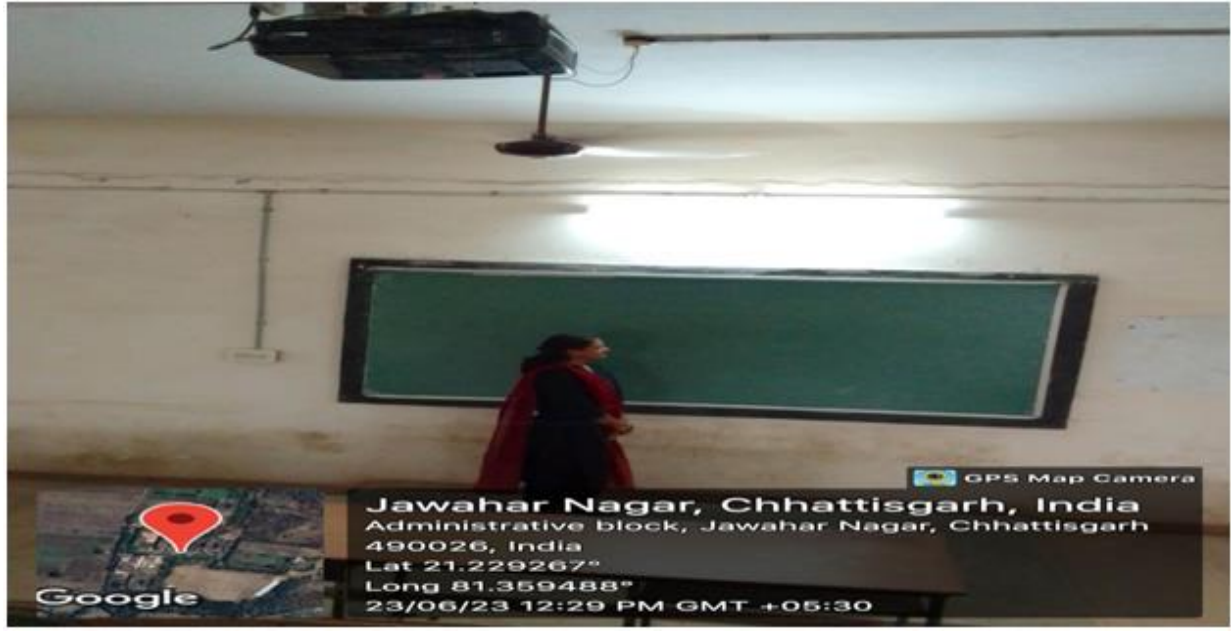 GPS Map Camera
Jawahar Nagar, Chhattisgarh, India
Administrative block, Jawahar Nagar, Chhattisgarh
490026, India
Lat 21.229267°
Long 81.359488°
23/06/23 12:29 PM GMT +05:30
Google